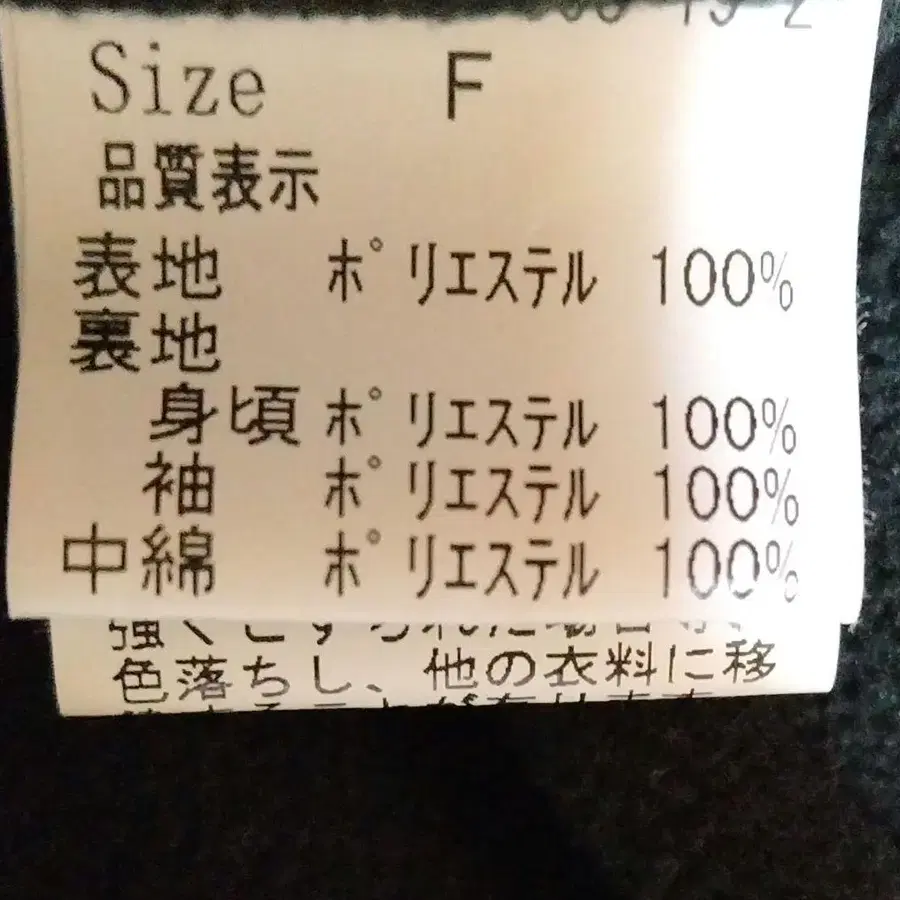 Size F
品質表示
表地 ポリエステル 100%
裏地
身頃 ポリエステル 100%
袖 ポリエステル 100%
中綿 ポリエステル 100%
色落ちし、他の衣料に移